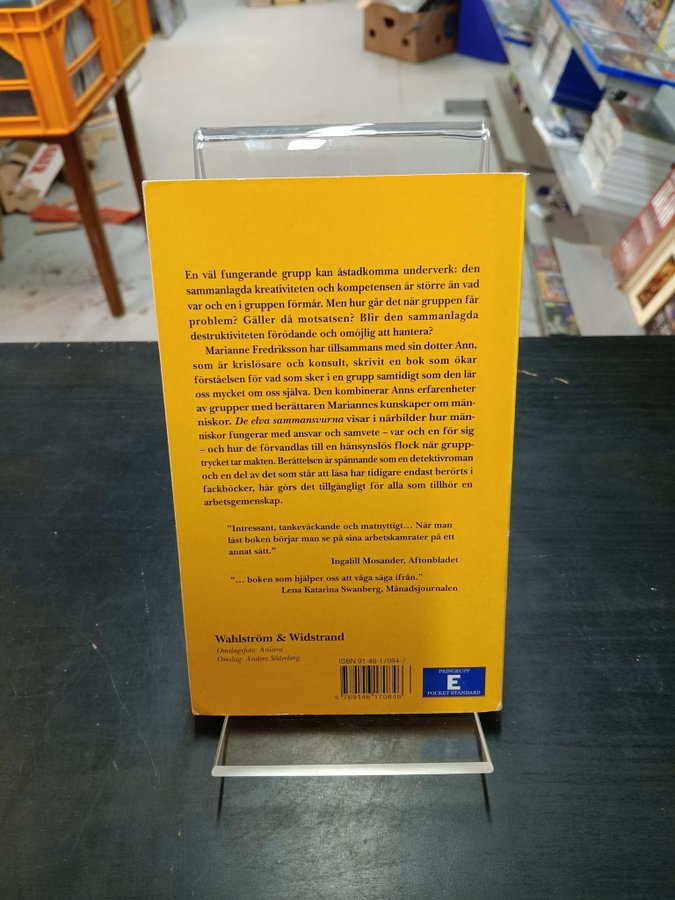 En väl fungerande grupp kan åstadkomma underverk: den
sammanlagda kreativiteten och kompetensen är större än vad
var och en i gruppen förmår. Men hur går det när gruppen får
problem? Gäller då motsatsen? Blir den sammanlagda
destruktiviteten förödande och omöjlig att hantera?
Marianne Fredriksson har tillsammans med sin dotter Ann,
som är krislösare och konsult, skrivit en bok som ökar
förståelsen för vad som sker i en grupp samtidigt som den lär
oss mycket om oss själva. Den kombinerar Anns erfarenheter
av grupper med berättaren Mariannes kunskaper om män-
niskor. De elva sammansvurna visar i närbilder hur män-
niskor fungerar med ansvar och samvete – var och en för sig
– och hur de förvandlas till en hänsynslös flock när grupp-
trycket tar makten. Berättelsen är spännande som en detektivroman
och en del av det som står att läsa har tidigare endast berörts i
fackböcker, här görs det tillgängligt för alla som tillhör en
arbetsgemenskap.
"Intressant, tankeväckande och matnyttigt… När man
läst boken börjar man se på sina arbetskamrater på ett
annat sätt."
Ingalill Mosander, Aftonbladet
"… boken som hjälper oss att våga säga ifrån."
Lena Katarina Swanberg, Månadsjournalen
Wahlström & Widstrand
Omslagsfoto: Aniara
Omslag: Anders Söderberg
ISBN 91-46-17084-7
9 789146 170846
PRISGRUPP
E
POCKET STANDARD